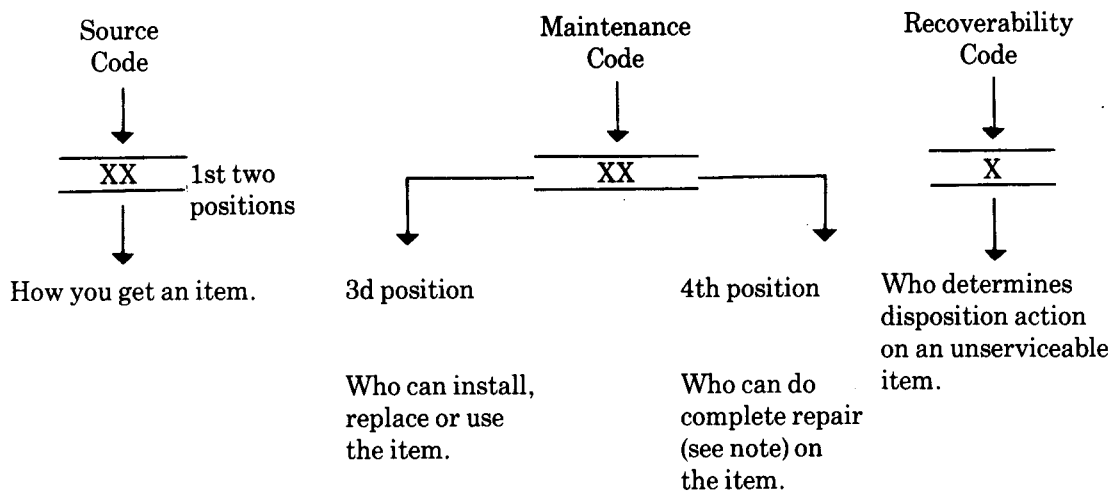 Source
Code
XX
1st two
positions
How you get an item.
Maintenance
Code
XX
3d position
Who can install,
replace or use
the item.
4th position
Who can do
complete repair
(see note) on
the item.
Recoverability
Code
X
Who determines
disposition action
on an unserviceable
item.